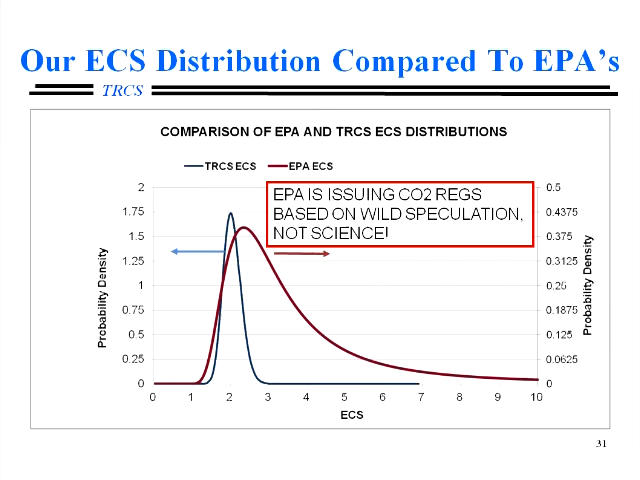 Our ECS Distribution Compared To EPA's
TRCS
COMPARISON OF EPA AND TRCS ECS DISTRIBUTIONS
TRCS ECS EPA ECS
EPA IS ISSUING CO2 REGS
BASED ON WILD SPECULATION,
NOT SCIENCE!
Probability Density
2
1.75
1.5
1.25
1
0.75
0.5
0.25
0
0.5
0.4375
0.375
0.3125
0.25
0.1875
0.125
0.0625
0
Probability Density
0 1 2 3 4 5 6 7 8 9 10
ECS
31